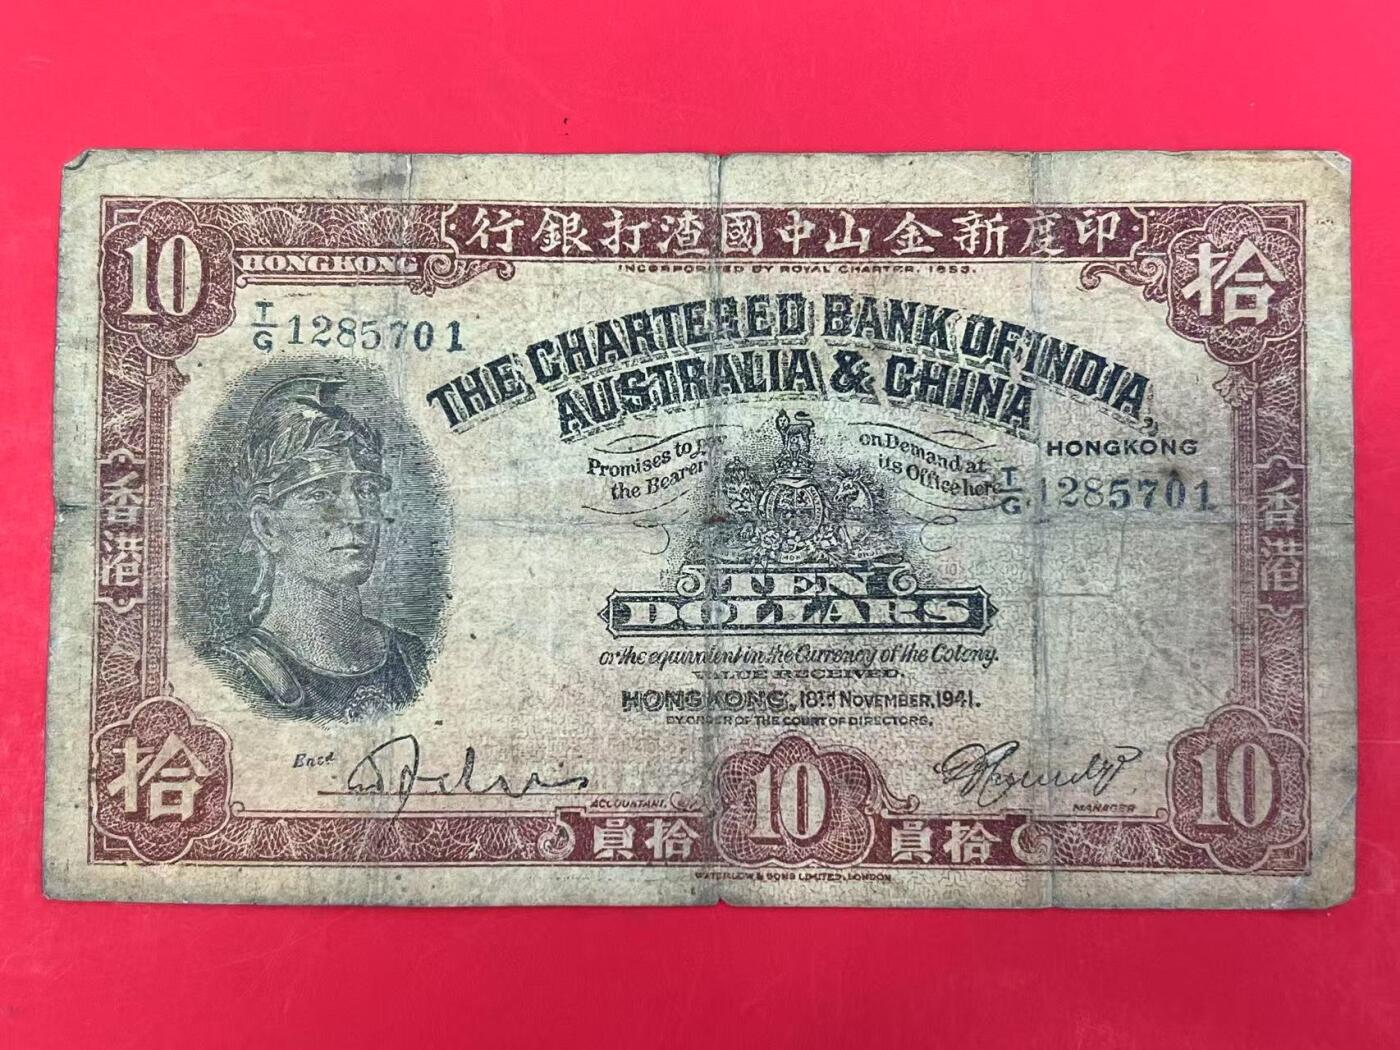 行銀打渣國中山金新度印
10
HONGKONG
拾
INCORPORATED BY ROYAL CHARTER. 1853.
T/G 1285701
THE CHARTERED BANK OF INDIA,
AUSTRALIA & CHINA
HONGKONG
Promises to pay
the Bearer
on Demand at
its Office here
T/G 1285701
香港
香港
TEN
DOLLARS
or the equivalent in the Currency of the Colony.
VALUE RECEIVED.
HONGKONG, 18TH NOVEMBER, 1941.
BY ORDER OF THE COURT OF DIRECTORS.
Entd
ACCOUNTANT.
MANAGER
拾
員拾
10
員拾
10
WATERLOW & SONS LIMITED, LONDON